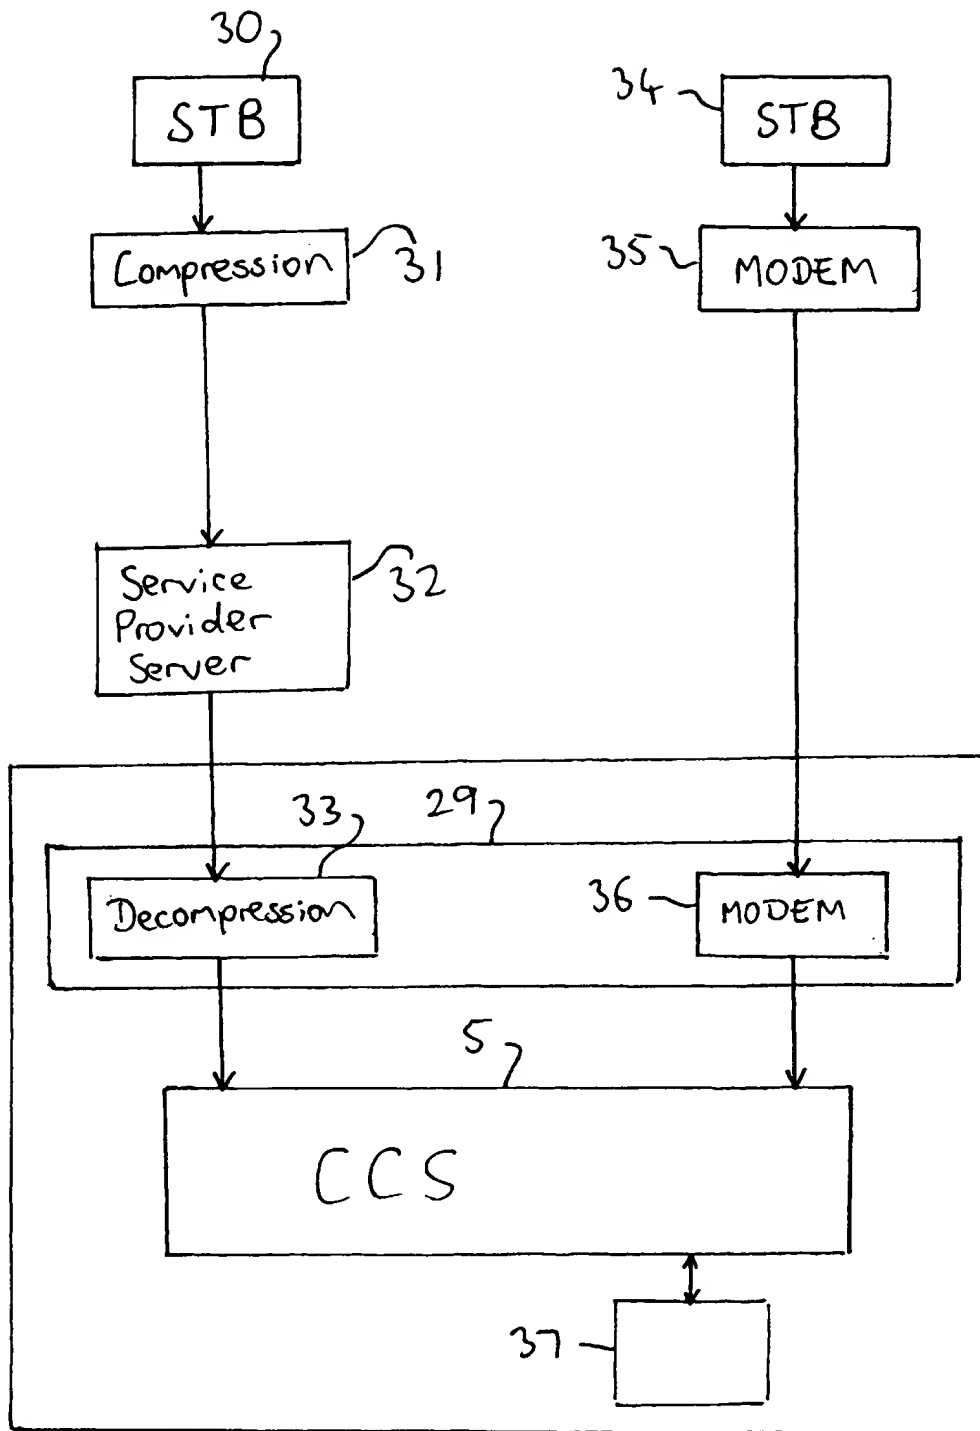 30
STB
34
STB
Compression
31
35
MODEM
Service
Provider
Server
32
33
29
Decompression
36
MODEM
5
CCS
37